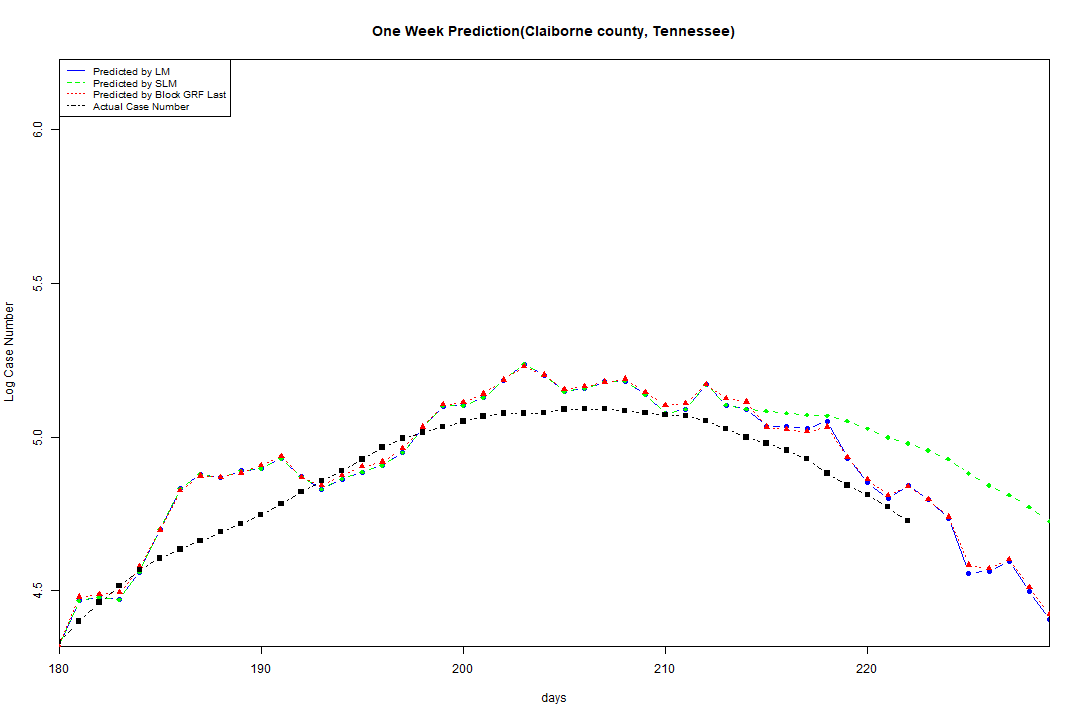 One Week Prediction(Claiborne county, Tennessee)
Predicted by LM
Predicted by SLM
Predicted by Block GRF Last
Actual Case Number
6.0
5.5
5.0
4.5
Log Case Number
180 190 200 210 220
days